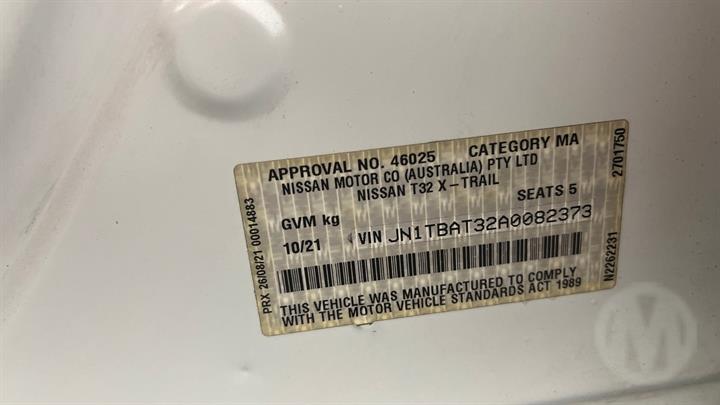 APPROVAL NO. 46025 CATEGORY MA
NISSAN MOTOR CO (AUSTRALIA) PTY LTD
NISSAN T32 X-TRAIL
GVM kg SEATS 5
10/21 VIN JN1TBAT32A0082373
THIS VEHICLE WAS MANUFACTURED TO COMPLY
WITH THE MOTOR VEHICLE STANDARDS ACT 1989
PRX 26/08/21 00014883
N2262231 2701750
M